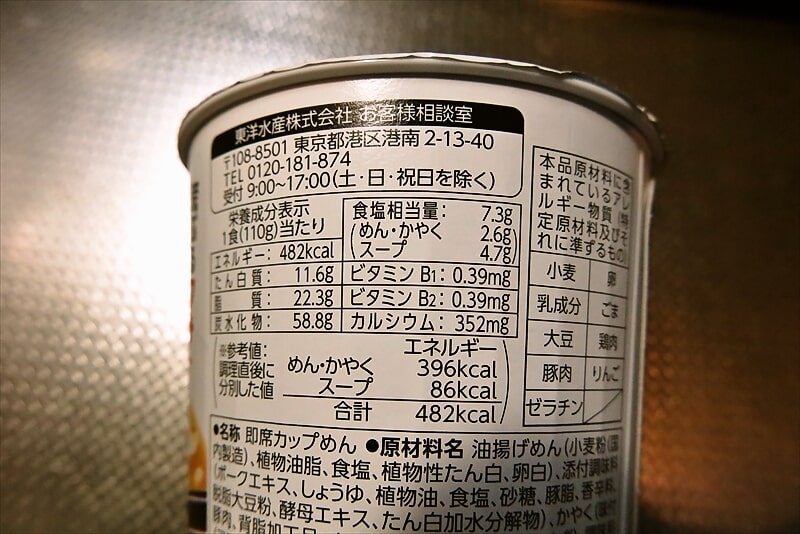 東洋水産株式会社 お客様相談室
〒108-8501 東京都港区港南 2-13-40
TEL 0120-181-874
受付 9:00~17:00(土・日・祝日を除く)
栄養成分表示
1食(110g)当たり
エネルギー: 482kcal
たん白質: 11.6g
脂質: 22.3g
炭水化物: 58.8g
食塩相当量: 7.3g
(めん・かやく 2.6g
スープ 4.7g)
ビタミン B1: 0.39mg
ビタミン B2: 0.39mg
カルシウム: 352mg
※参考値:
調理直後に
分別した値
エネルギー
めん・かやく 396kcal
スープ 86kcal
合計 482kcal
本品原材料に含
まれているアレ
ルギー物質(特
定原材料及びそ
れに準ずるもの)
小麦 卵
乳成分 ごま
大豆 鶏肉
豚肉 りんご
ゼラチン
●名称 即席カップめん ●原材料名 油揚げめん(小麦粉(国
内製造)、植物油脂、食塩、植物性たん白、卵白)、添付調味料
(ポークエキス、しょうゆ、植物油、食塩、砂糖、豚脂、香辛料、
脱脂大豆粉、酵母エキス、たん白加水分解物)、かやく(味付
豚肉、背脂加工品